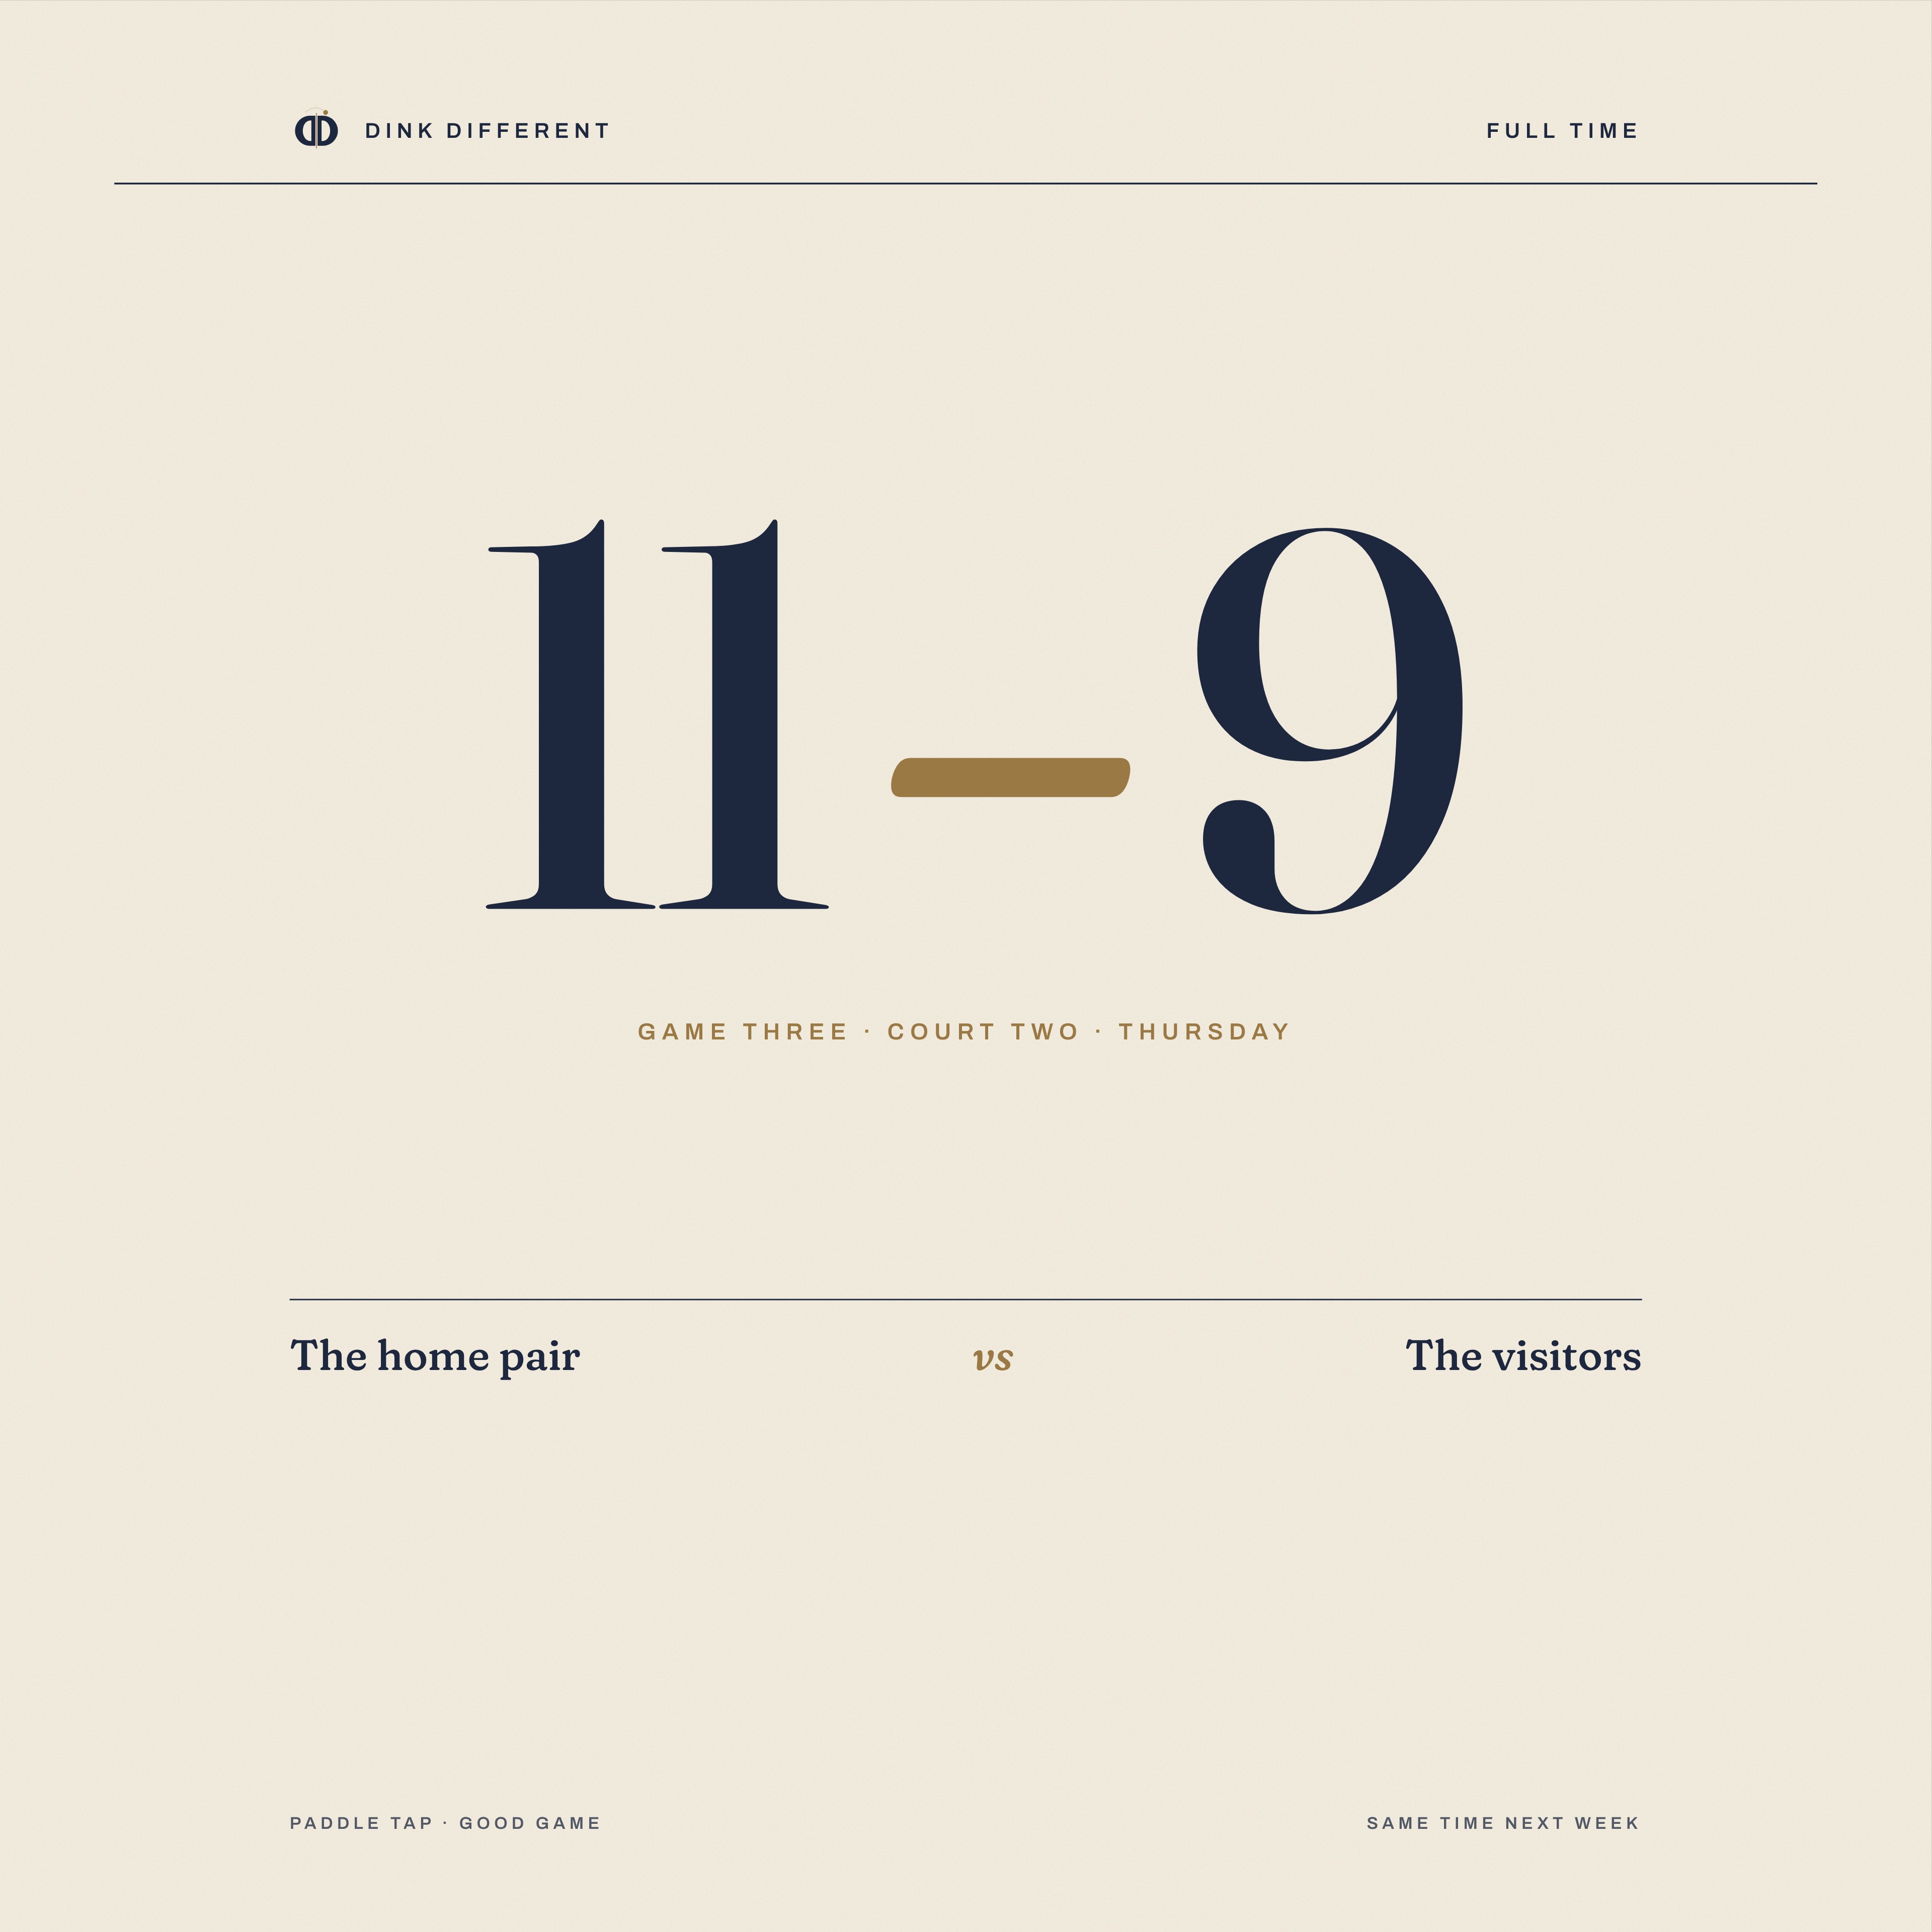 DINK DIFFERENT
FULL TIME
11–9
GAME THREE · COURT TWO · THURSDAY
The home pair vs The visitors
PADDLE TAP · GOOD GAME
SAME TIME NEXT WEEK